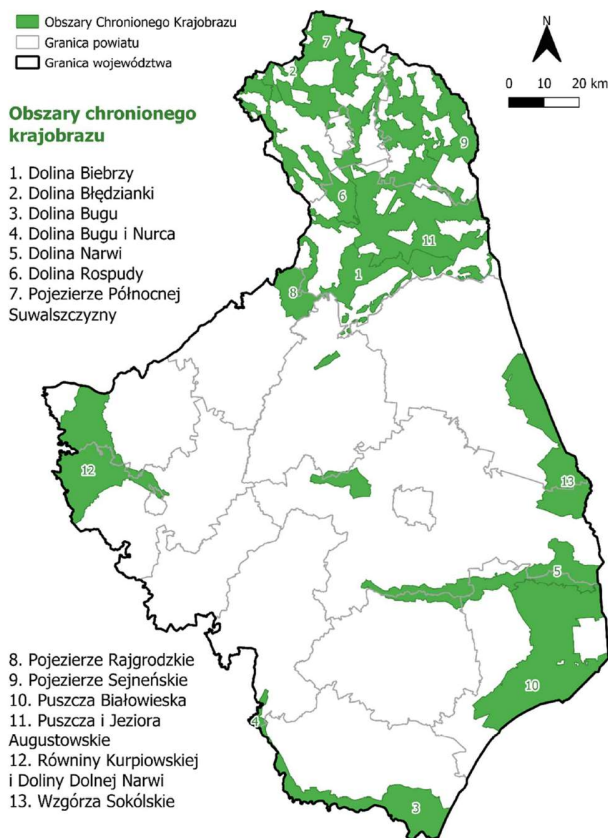 Obszary Chronionego Krajobrazu
Granica powiatu
Granica województwa
N
0 10 20 km
Obszary chronionego
krajobrazu
1. Dolina Biebrzy
2. Dolina Błędzianki
3. Dolina Bugu
4. Dolina Bugu i Nurca
5. Dolina Narwi
6. Dolina Rospudy
7. Pojezierze Północnej
Suwalszczyzny
7
2
9
6
11
1
8
12
13
5
10
4
3
8. Pojezierze Rajgrodzkie
9. Pojezierze Sejneńskie
10. Puszcza Białowieska
11. Puszcza i Jeziora
Augustowskie
12. Równiny Kurpiowskiej
i Doliny Dolnej Narwi
13. Wzgórza Sokólskie